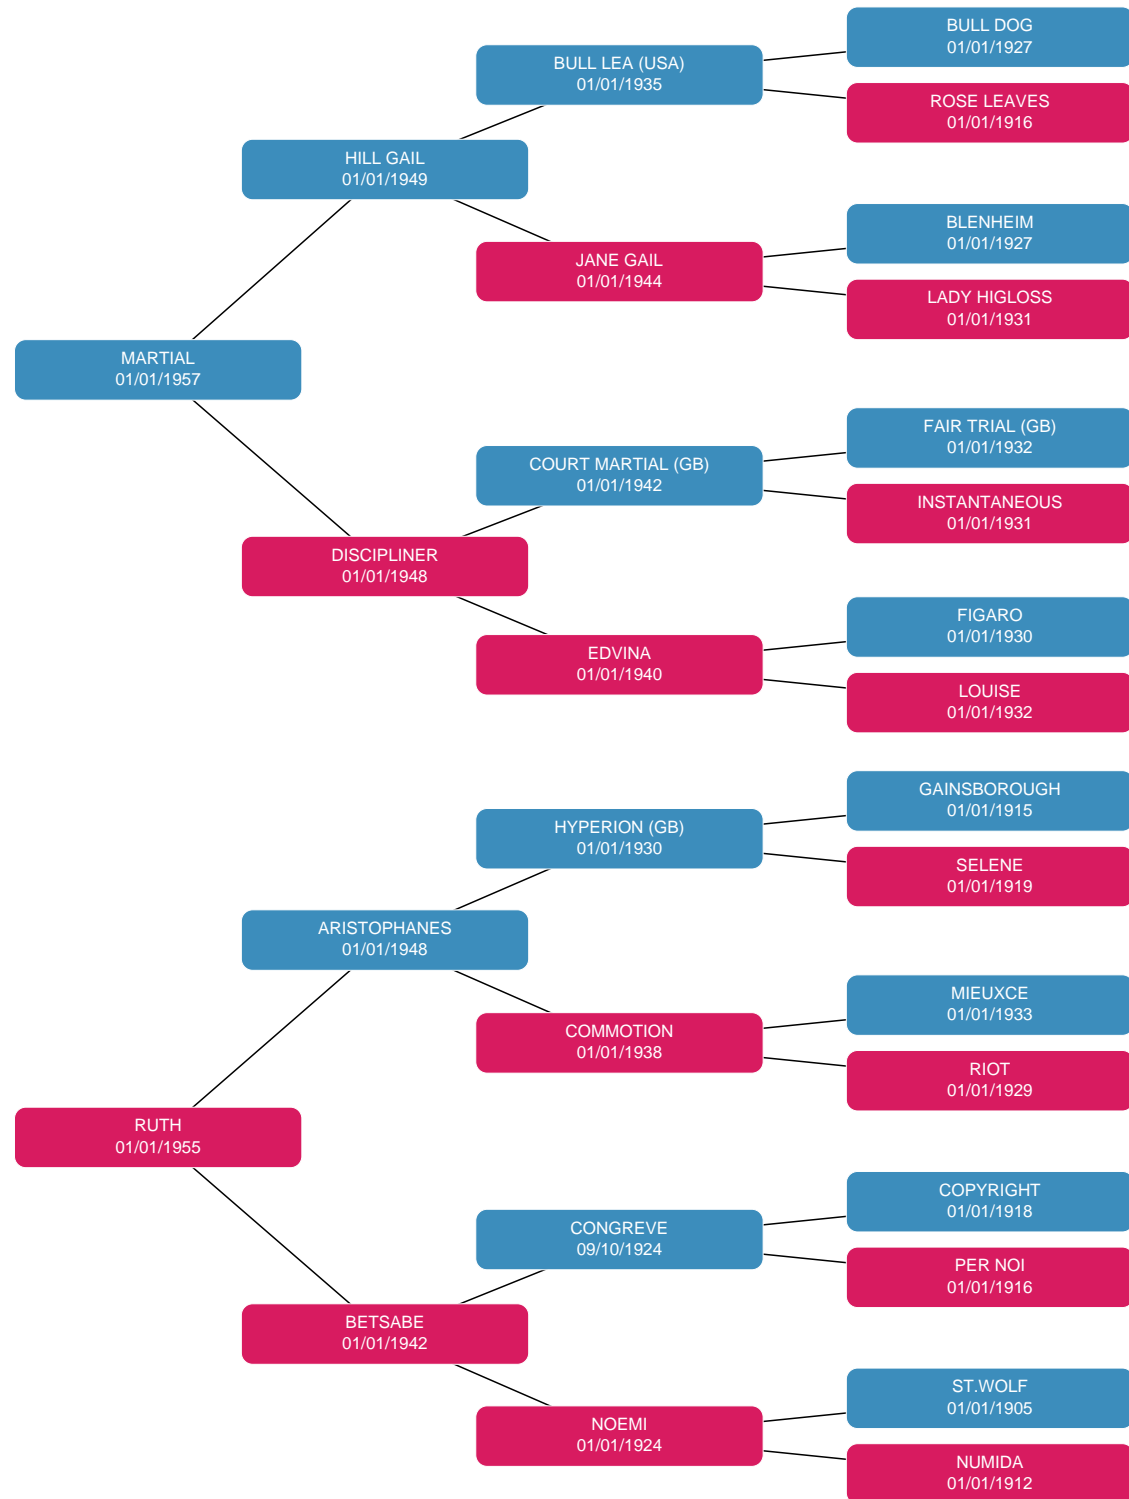 BULL DOG
01/01/1927
BULL LEA (USA)
01/01/1935
ROSE LEAVES
01/01/1916
HILL GAIL
01/01/1949
BLENHEIM
01/01/1927
JANE GAIL
01/01/1944
LADY HIGLOSS
01/01/1931
MARTIAL
01/01/1957
FAIR TRIAL (GB)
01/01/1932
COURT MARTIAL (GB)
01/01/1942
INSTANTANEOUS
01/01/1931
DISCIPLINER
01/01/1948
FIGARO
01/01/1930
EDVINA
01/01/1940
LOUISE
01/01/1932
GAINSBOROUGH
01/01/1915
HYPERION (GB)
01/01/1930
SELENE
01/01/1919
ARISTOPHANES
01/01/1948
MIEUXCE
01/01/1933
COMMOTION
01/01/1938
RIOT
01/01/1929
RUTH
01/01/1955
COPYRIGHT
01/01/1918
CONGREVE
09/10/1924
PER NOI
01/01/1916
BETSABE
01/01/1942
ST.WOLF
01/01/1905
NOEMI
01/01/1924
NUMIDA
01/01/1912